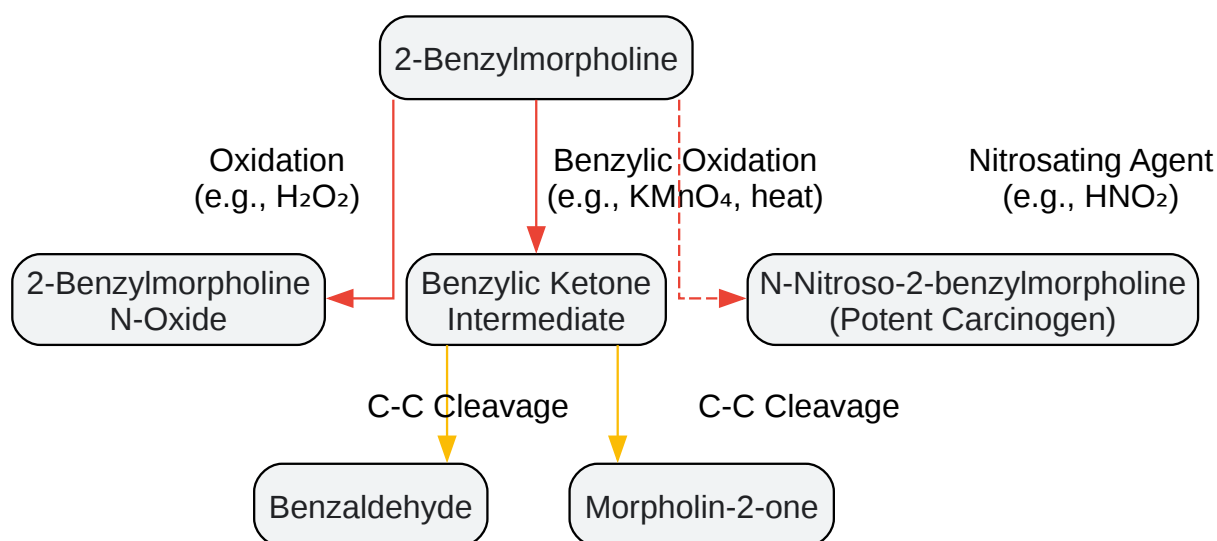 2-Benzylmorpholine
Oxidation
(e.g., H₂O₂)
Benzylic Oxidation
(e.g., KMnO₄, heat)
Nitrosating Agent
(e.g., HNO₂)
2-Benzylmorpholine
N-Oxide
Benzylic Ketone
Intermediate
N-Nitroso-2-benzylmorpholine
(Potent Carcinogen)
C-C Cleavage
C-C Cleavage
Benzaldehyde
Morpholin-2-one